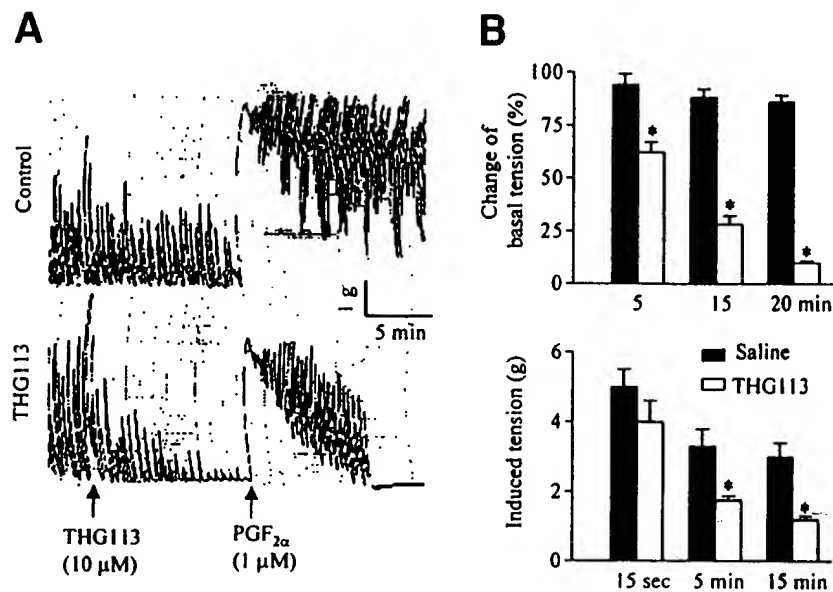 A
Control
THG113
1 g
5 min
THG113
(10 µM)
PGF2α
(1 µM)
B
Change of
basal tension (%)
100
75
50
25
0
*
*
*
5
15
20 min
Induced tension (g)
6
4
2
0
Saline
THG113
*
*
15 sec
5 min
15 min